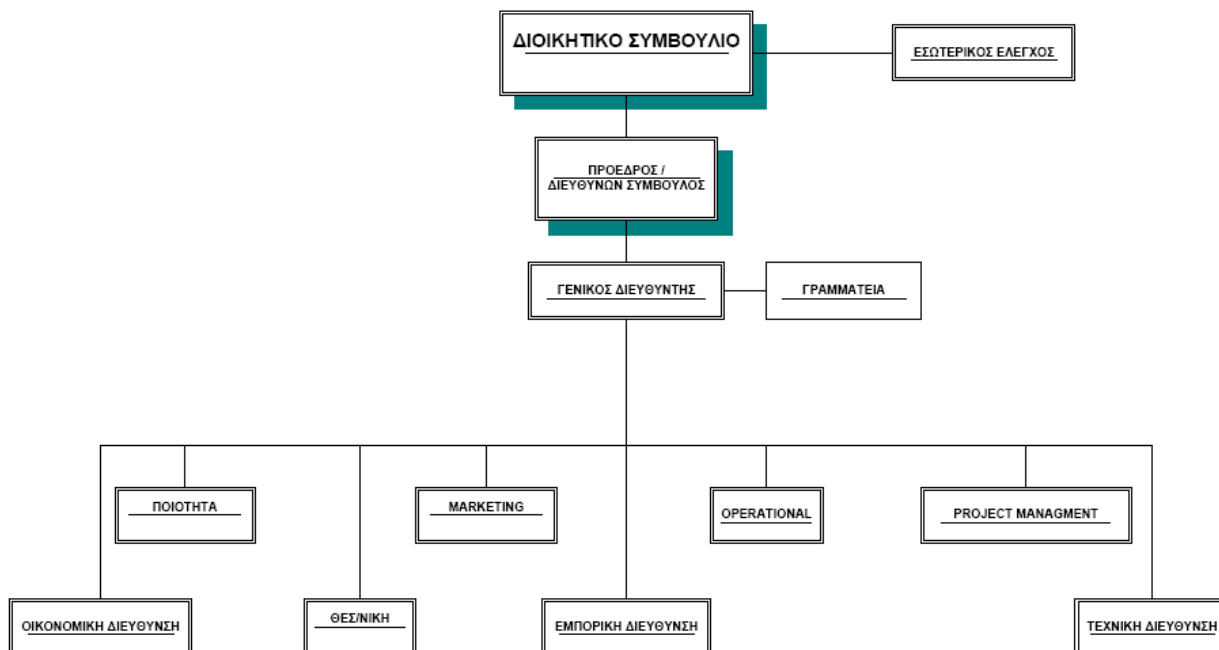 ΔΙΟΙΚΗΤΙΚΟ ΣΥΜΒΟΥΛΙΟ
ΕΣΩΤΕΡΙΚΟΣ ΕΛΕΓΧΟΣ
ΠΡΟΕΔΡΟΣ /
ΔΙΕΥΘΥΝΩΝ ΣΥΜΒΟΥΛΟΣ
ΓΕΝΙΚΟΣ ΔΙΕΥΘΥΝΤΗΣ
ΓΡΑΜΜΑΤΕΙΑ
ΠΟΙΟΤΗΤΑ
MARKETING
OPERATIONAL
PROJECT MANAGMENT
ΟΙΚΟΝΟΜΙΚΗ ΔΙΕΥΘΥΝΣΗ
ΘΕΣ/ΝΙΚΗ
ΕΜΠΟΡΙΚΗ ΔΙΕΥΘΥΝΣΗ
ΤΕΧΝΙΚΗ ΔΙΕΥΘΥΝΣΗ